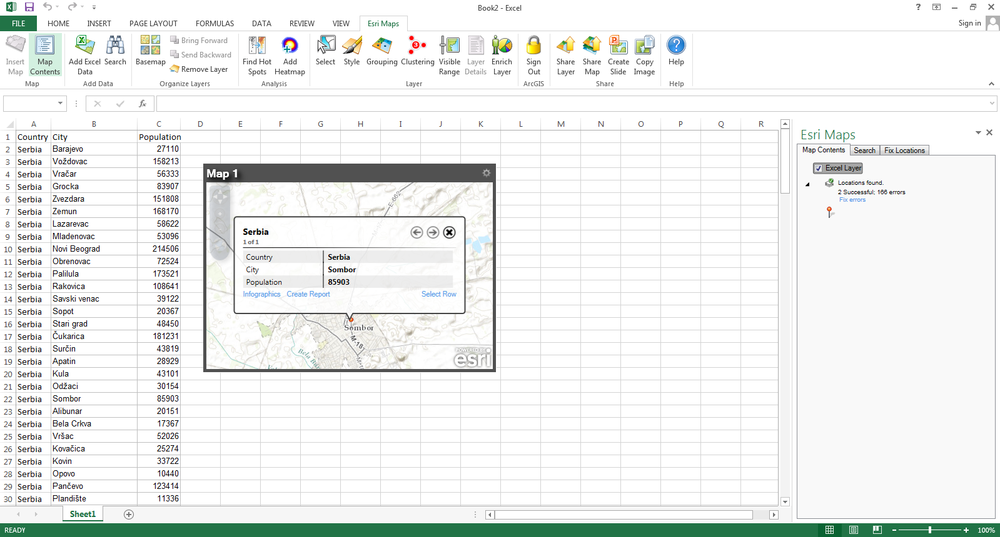 Book2 - Excel
?
FILE HOME INSERT PAGE LAYOUT FORMULAS DATA REVIEW VIEW Esri Maps
Sign in
Insert Map
Map Contents
Map
Add Excel Data
Search
Add Data
Basemap
Bring Forward
Send Backward
Remove Layer
Organize Layers
Find Hot Spots
Add Heatmap
Analysis
Select
Style
Grouping
3
Clustering
Visible Range
Layer Details
Enrich Layer
Layer
Sign Out
ArcGIS
Share Layer
Share Map
Create Slide
Copy Image
Share
?
Help
Help
fx
A B C D E F G H I J K L M N O P Q R
1 Country City Population
2 Serbia Barajevo 27110
3 Serbia Voždovac 158213
4 Serbia Vračar 56333
5 Serbia Grocka 83907
6 Serbia Zvezdara 151808
7 Serbia Zemun 168170
8 Serbia Lazarevac 58622
9 Serbia Mladenovac 53096
10 Serbia Novi Beograd 214506
11 Serbia Obrenovac 72524
12 Serbia Palilula 173521
13 Serbia Rakovica 108641
14 Serbia Savski venac 39122
15 Serbia Sopot 20367
16 Serbia Stari grad 48450
17 Serbia Čukarica 181231
18 Serbia Surčin 43819
19 Serbia Apatin 28929
20 Serbia Kula 43101
21 Serbia Odžaci 30154
22 Serbia Sombor 85903
23 Serbia Alibunar 20151
24 Serbia Bela Crkva 17367
25 Serbia Vršac 52026
26 Serbia Kovačica 25274
27 Serbia Kovin 33722
28 Serbia Opovo 10440
29 Serbia Pančevo 123414
30 Serbia Plandište 11336
Map 1
E-662
Serbia
1 of 1
Country Serbia
City Sombor
Population 85903
Infographics Create Report Select Row
Sombor
M-18
Bela
POWERED BY
esri
Esri Maps
Map Contents Search Fix Locations
Excel Layer
Locations found.
2 Successful; 166 errors
Fix errors
Sheet1
READY
100%